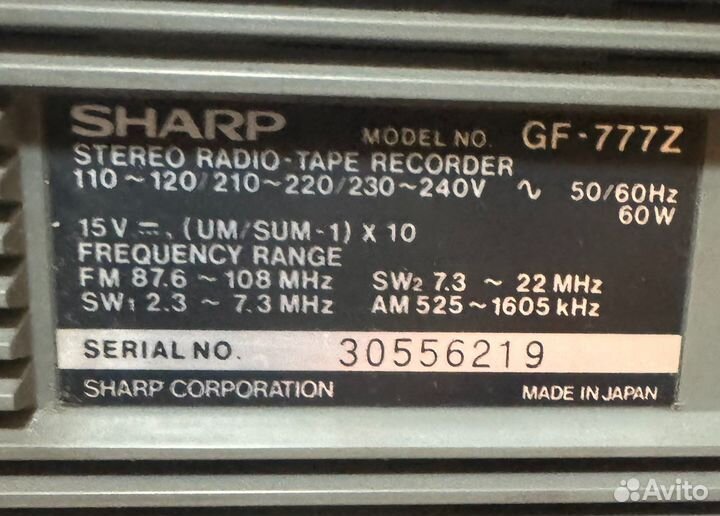 SHARP MODEL NO. GF-777Z
STEREO RADIO-TAPE RECORDER
110~120/210~220/230~240V ∿ 50/60Hz
60W
15V ⎓, (UM/SUM-1) X 10
FREQUENCY RANGE
FM 87.6 ~ 108 MHz SW₂ 7.3 ~ 22 MHz
SW₁ 2.3 ~ 7.3 MHz AM 525~1605 kHz
SERIAL NO. 30556219
SHARP CORPORATION MADE IN JAPAN
Avito